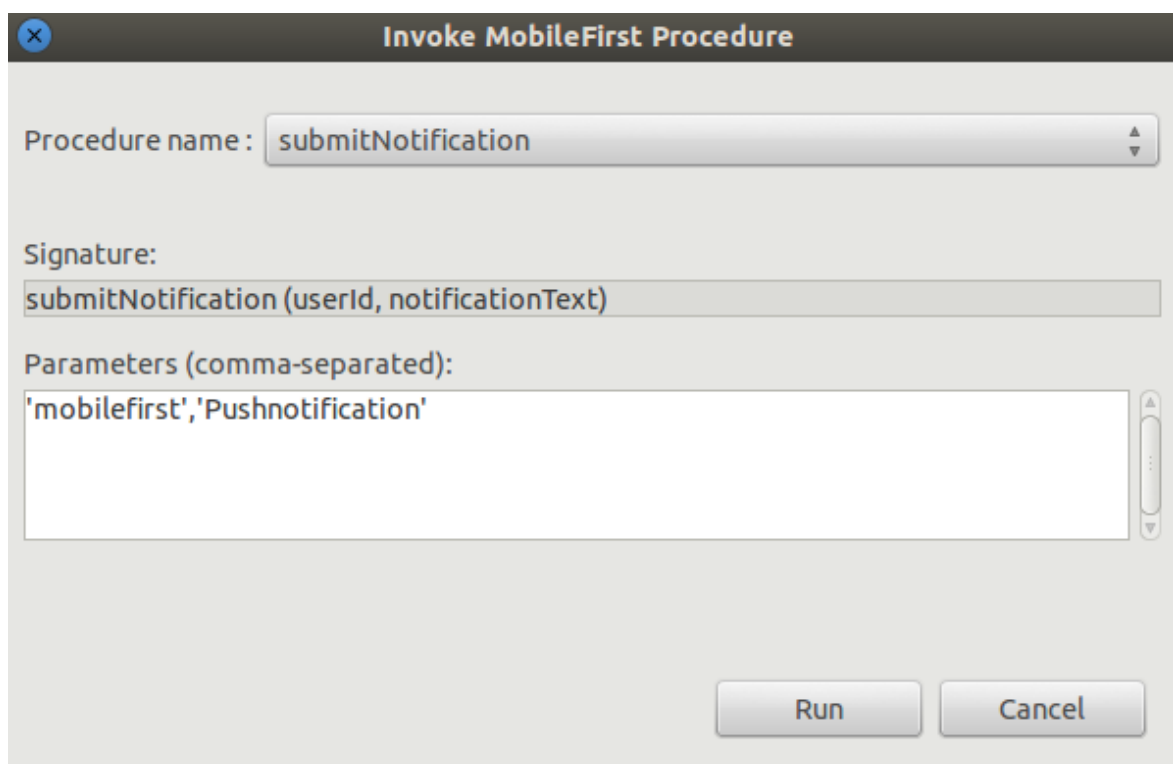 Invoke MobileFirst Procedure
Procedure name : submitNotification
Signature:
submitNotification (userId, notificationText)
Parameters (comma-separated):
'mobilefirst','Pushnotification'
Run Cancel